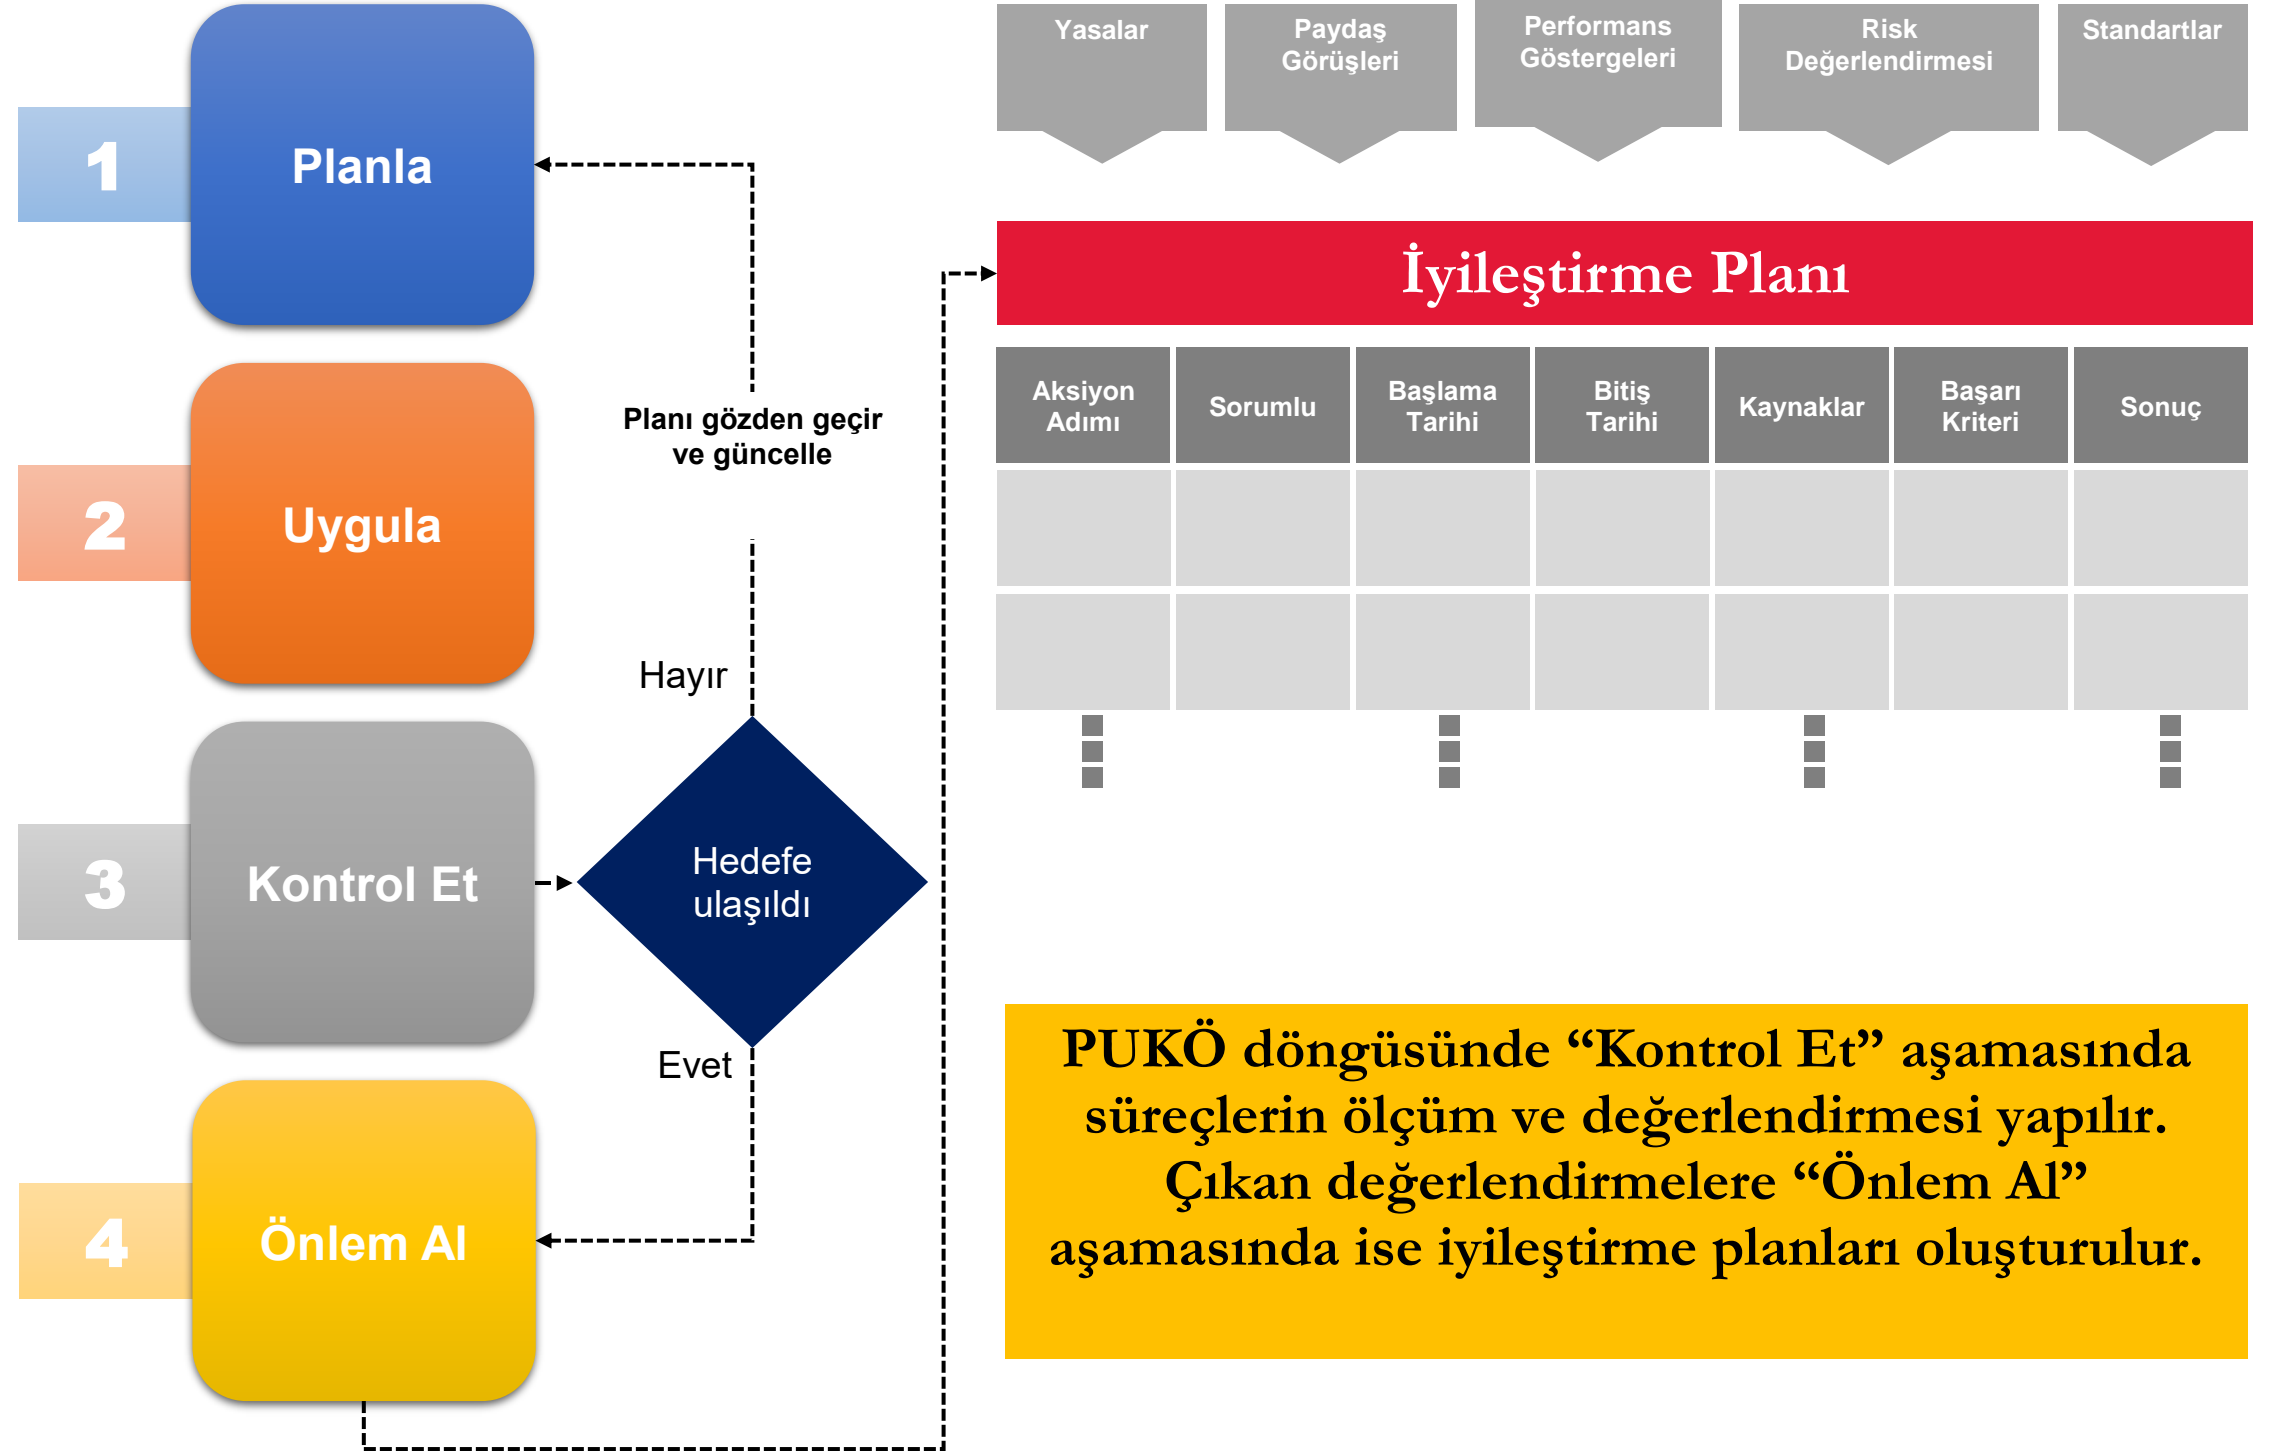 1
Planla
2
Uygula
3
Kontrol Et
4
Önlem Al
Planı gözden geçir
ve güncelle
Hayır
Hedefe
ulaşıldı
Evet
Yasalar
Paydaş
Görüşleri
Performans
Göstergeleri
Risk
Değerlendirmesi
Standartlar
İyileştirme Planı
Aksiyon
Adımı
Sorumlu
Başlama
Tarihi
Bitiş
Tarihi
Kaynaklar
Başarı
Kriteri
Sonuç
PUKÖ döngüsünde “Kontrol Et” aşamasında
süreçlerin ölçüm ve değerlendirmesi yapılır.
Çıkan değerlendirmelere “Önlem Al”
aşamasında ise iyileştirme planları oluşturulur.